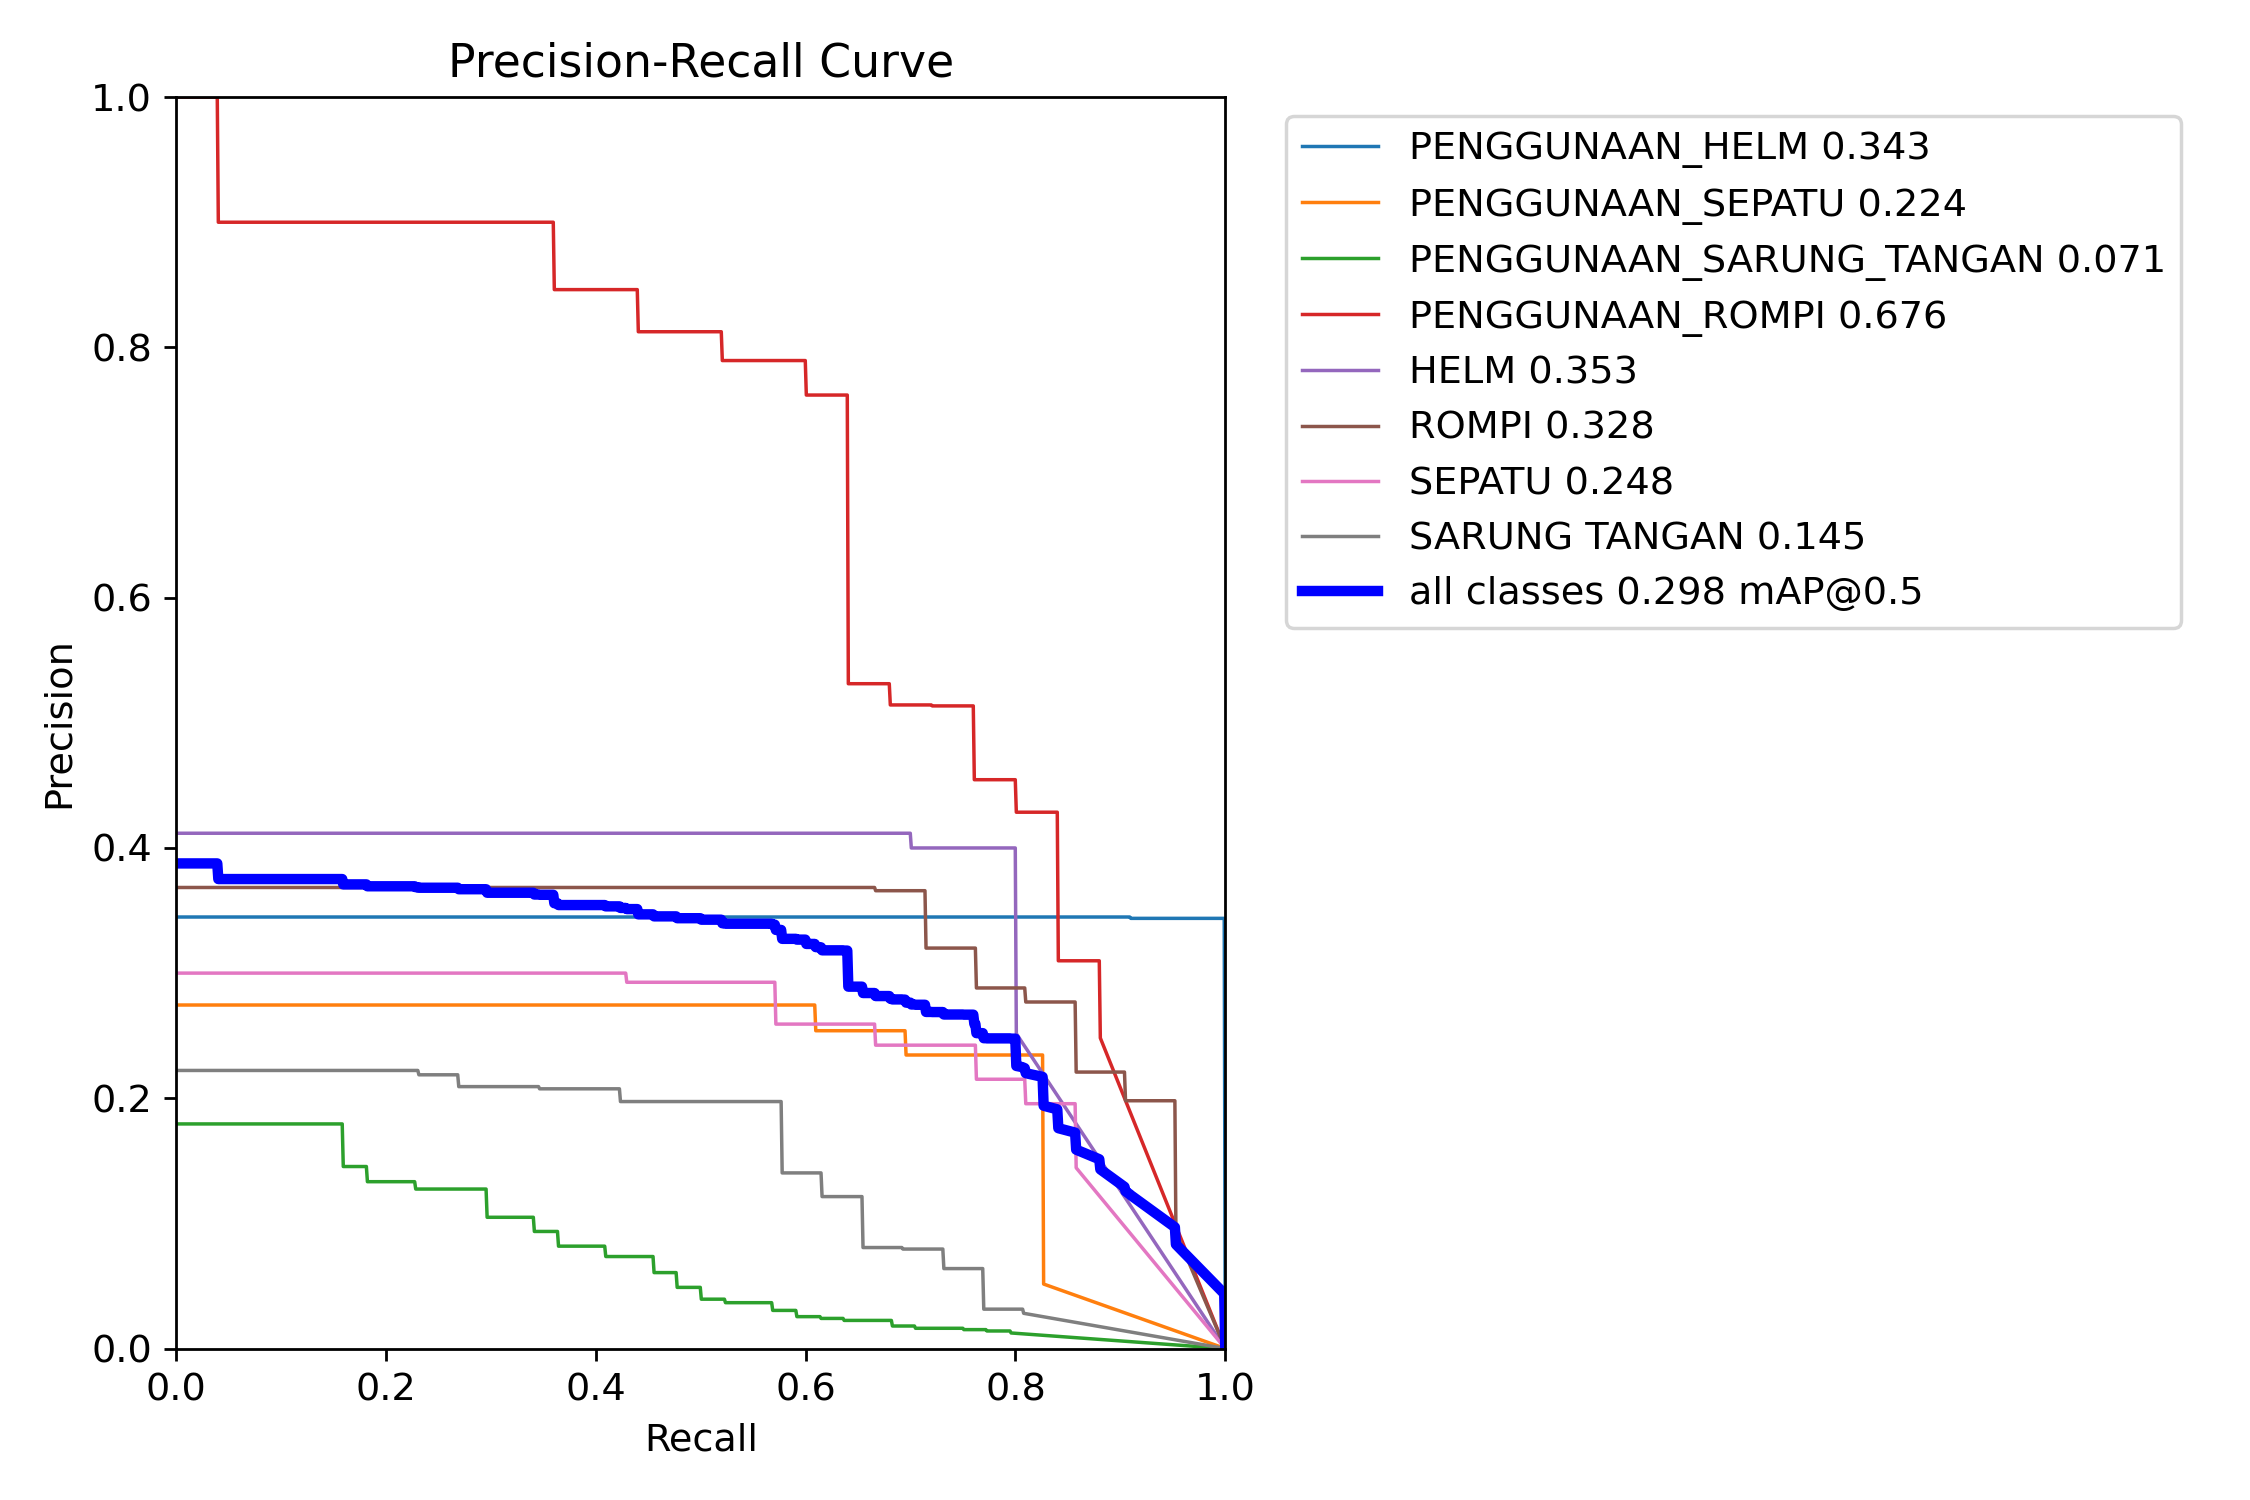 Precision-Recall Curve
1.0
0.8
0.6
0.4
0.2
0.0
Precision
0.0 0.2 0.4 0.6 0.8 1.0
Recall
PENGGUNAAN_HELM 0.343
PENGGUNAAN_SEPATU 0.224
PENGGUNAAN_SARUNG_TANGAN 0.071
PENGGUNAAN_ROMPI 0.676
HELM 0.353
ROMPI 0.328
SEPATU 0.248
SARUNG TANGAN 0.145
all classes 0.298 mAP@0.5